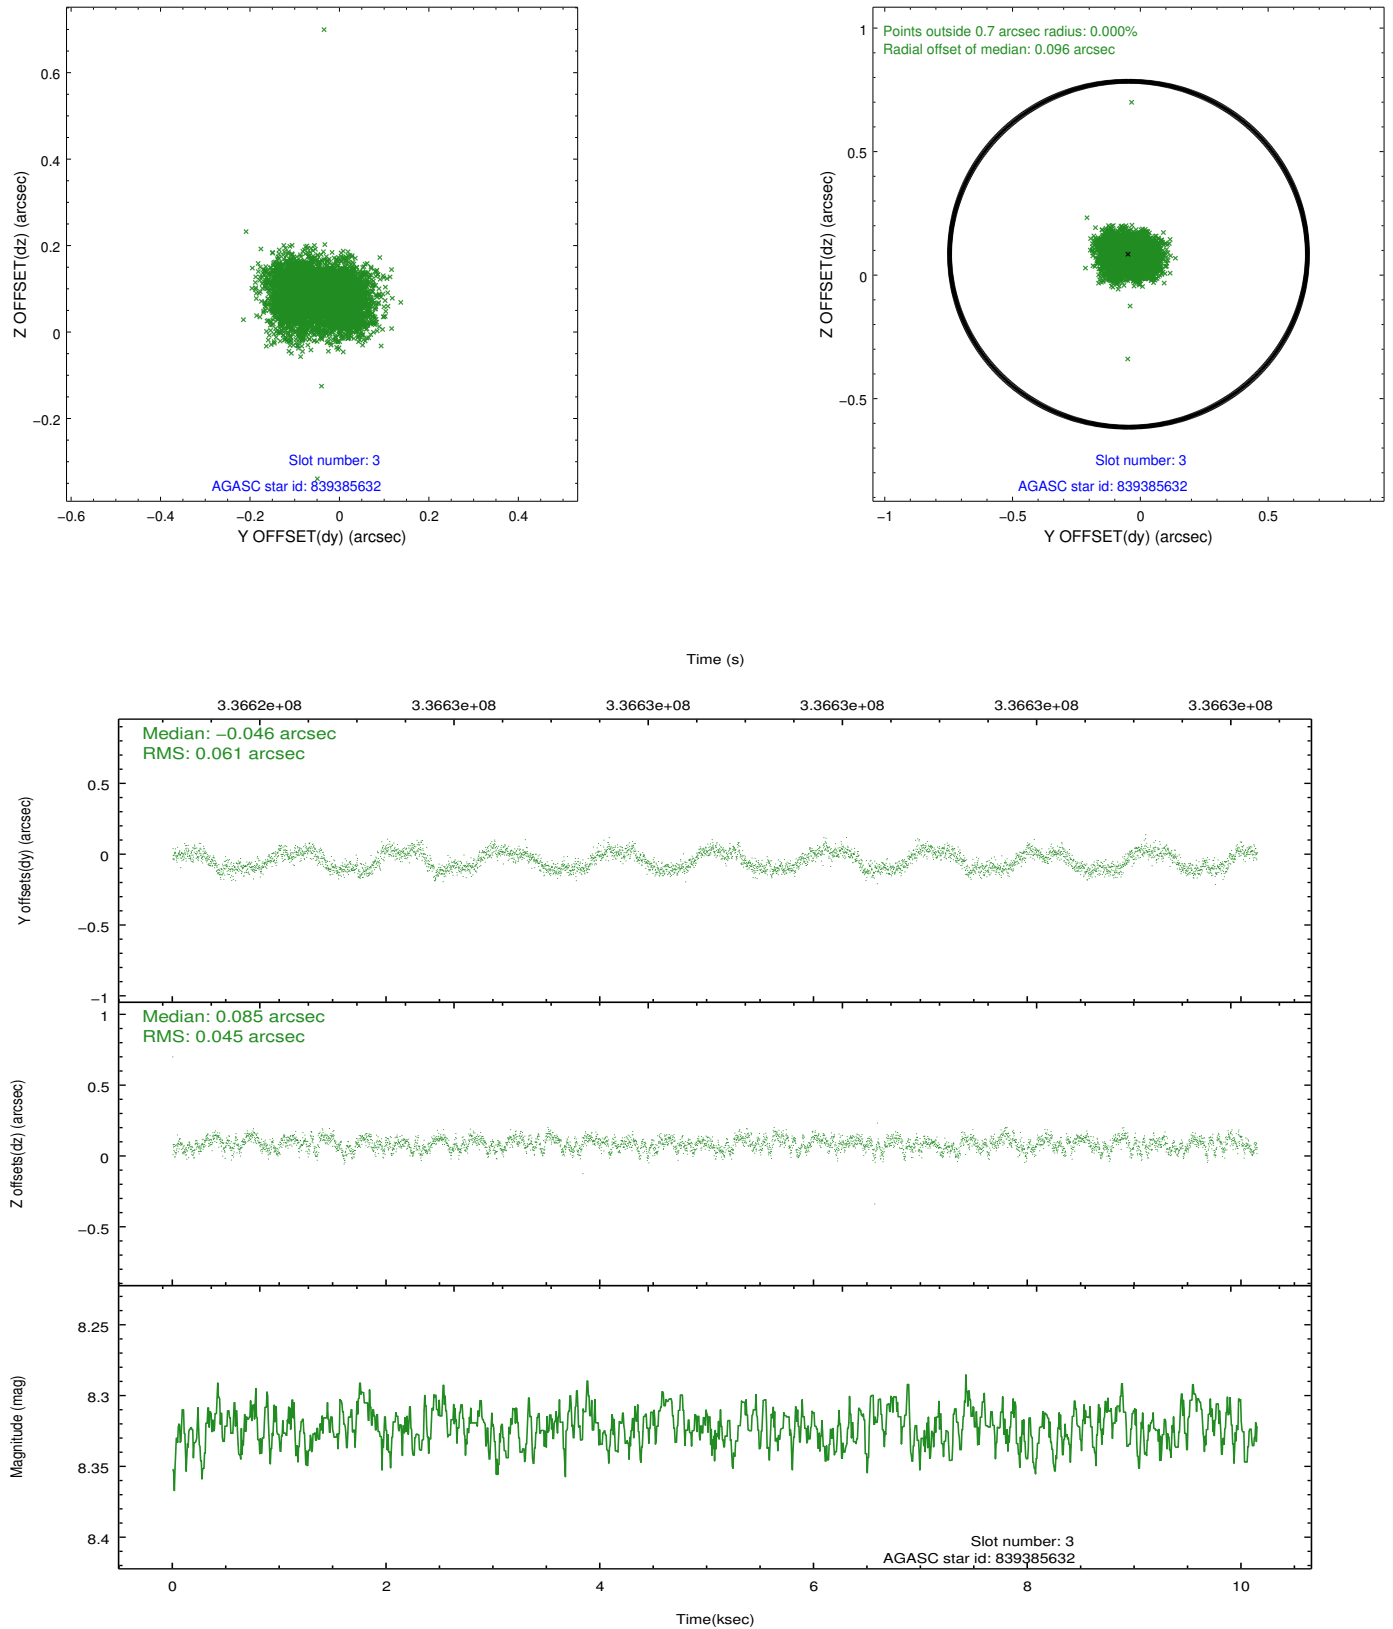 0.6
0.4
0.2
0
−0.2
Z OFFSET(dz) (arcsec)
Slot number: 3
AGASC star id: 839385632
−0.6 −0.4 −0.2 0 0.2 0.4
Y OFFSET(dy) (arcsec)
Points outside 0.7 arcsec radius: 0.000%
Radial offset of median: 0.096 arcsec
1
0.5
0
−0.5
Z OFFSET(dz) (arcsec)
Slot number: 3
AGASC star id: 839385632
−1 −0.5 0 0.5
Y OFFSET(dy) (arcsec)
Time (s)
3.3662e+08 3.3663e+08 3.3663e+08 3.3663e+08 3.3663e+08 3.3663e+08
Median: −0.046 arcsec
RMS: 0.061 arcsec
0.5
0
−0.5
−1
Y offsets(dy) (arcsec)
Median: 0.085 arcsec
RMS: 0.045 arcsec
1
0.5
0
−0.5
Z offsets(dz) (arcsec)
8.25
8.3
8.35
8.4
Magnitude (mag)
Slot number: 3
AGASC star id: 839385632
0 2 4 6 8 10
Time(ksec)